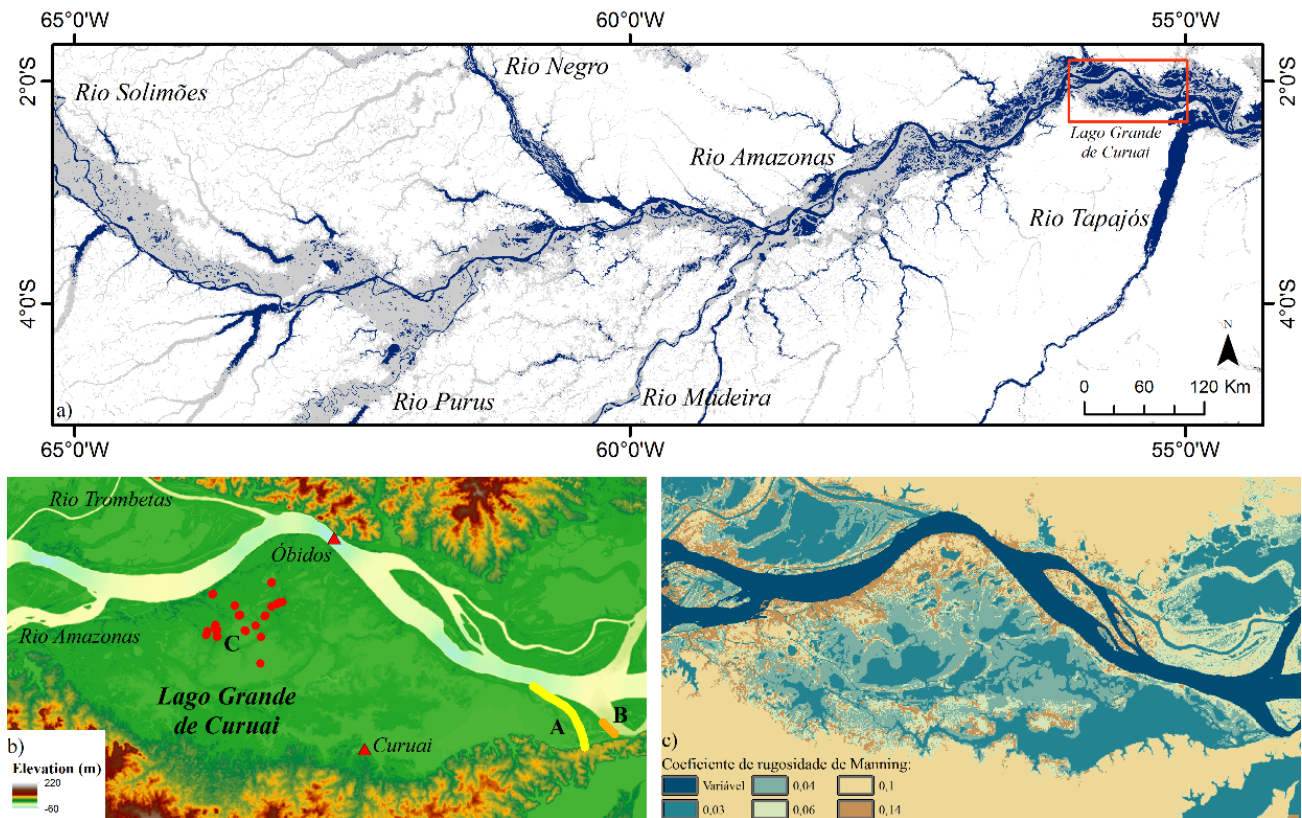 65°0'W 60°0'W 55°0'W
2°0'S
Rio Negro
2°0'S
Rio Solimões
Lago Grande
de Curuai
Rio Amazonas
Rio Tapajós
4°0'S
4°0'S
N
0 60 120 Km
Rio Purus
Rio Madeira
a)
65°0'W 60°0'W 55°0'W
Rio Trombetas
Óbidos
Rio Amazonas
C
Lago Grande
de Curuai
A
B
Curuai
b)
Elevation (m)
220
-60
c)
Coeficiente de rugosidade de Manning:
Variável 0,04 0,1
0,03 0,06 0,14